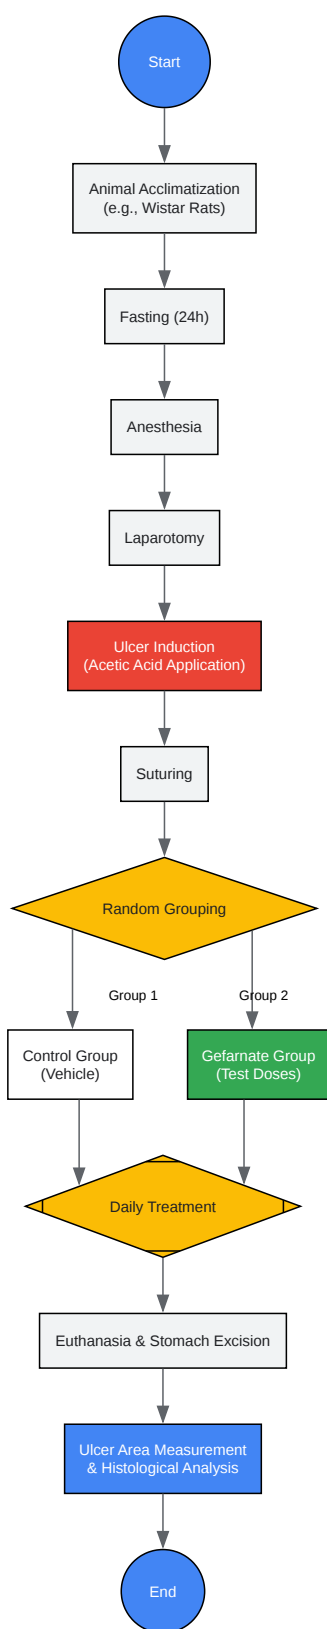 Start
Animal Acclimatization
(e.g., Wistar Rats)
Fasting (24h)
Anesthesia
Laparotomy
Ulcer Induction
(Acetic Acid Application)
Suturing
Random Grouping
Group 1
Group 2
Control Group
(Vehicle)
Gefarnate Group
(Test Doses)
Daily Treatment
Euthanasia & Stomach Excision
Ulcer Area Measurement
& Histological Analysis
End